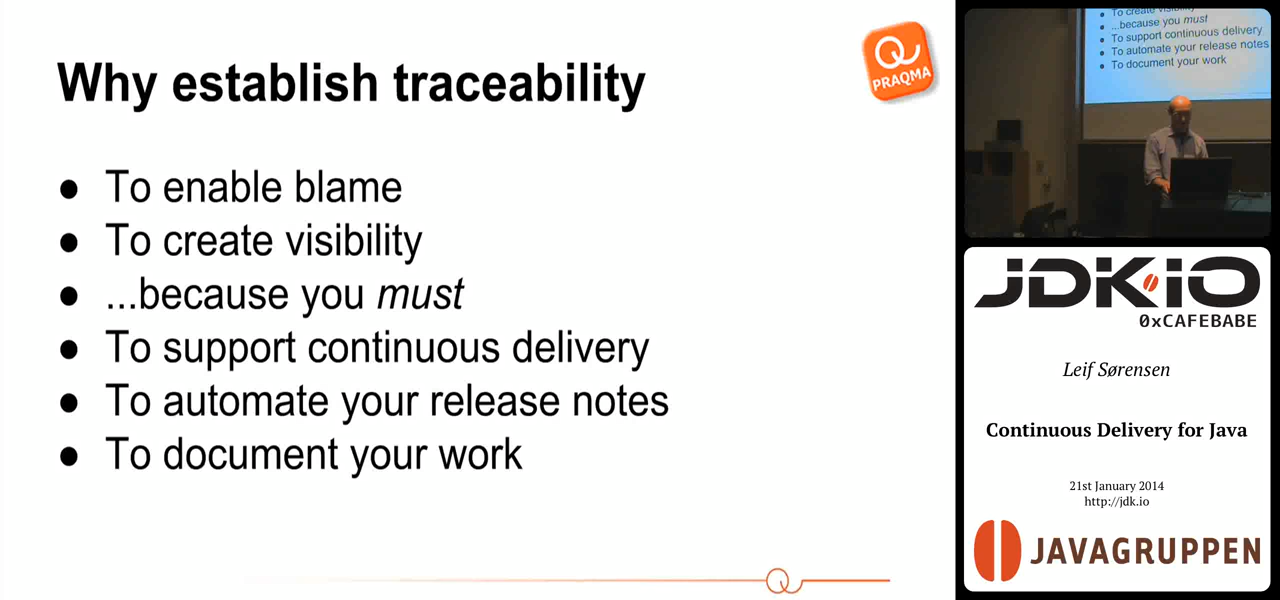 Why establish traceability
● To enable blame
● To create visibility
● ...because you must
● To support continuous delivery
● To automate your release notes
● To document your work
PRAQMA
● To create visibility
● ...because you must
● To support continuous delivery
● To automate your release notes
● To document your work
JDK.IO
0xCAFEBABE
Leif Sørensen
Continuous Delivery for Java
21st January 2014
http://jdk.io
JAVAGRUPPEN